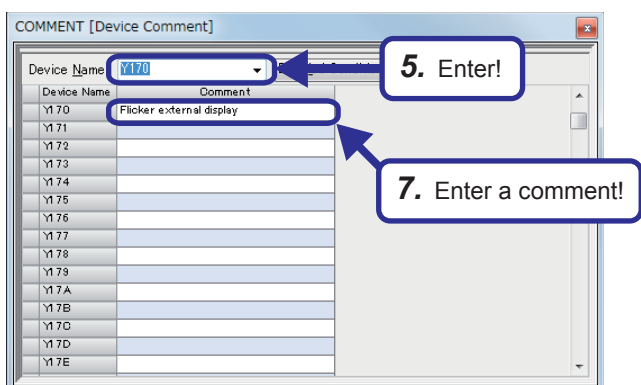 COMMENT [Device Comment]
Device Name Y170
5. Enter!
Device Name Comment
Y170 Flicker external display
Y171
Y172
Y173
Y174
Y175
Y176
Y177
7. Enter a comment!
Y178
Y179
Y17A
Y17B
Y17C
Y17D
Y17E